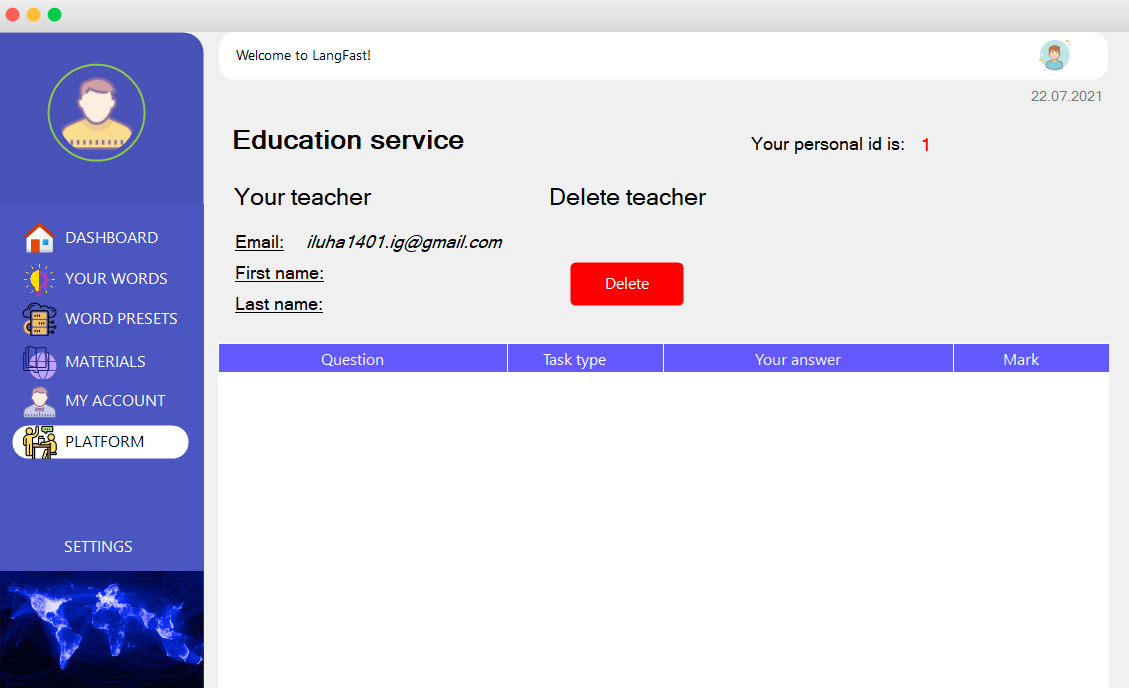 Welcome to LangFast!
22.07.2021
Education service
Your personal id is: 1
Your teacher
Delete teacher
Email: iluha1401.ig@gmail.com
First name:
Last name:
Delete
DASHBOARD
YOUR WORDS
WORD PRESETS
MATERIALS
MY ACCOUNT
PLATFORM
SETTINGS
Question Task type Your answer Mark